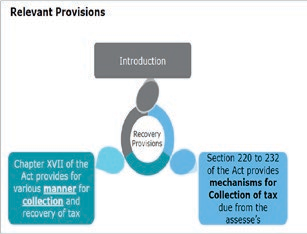 Relevant Provisions
Introduction
Recovery
Provisions
Chapter XVII of the
Act provides for
various manner for
collection and
recovery of tax
Section 220 to 232
of the Act provides
mechanisms for
Collection of tax
due from the
assesse's